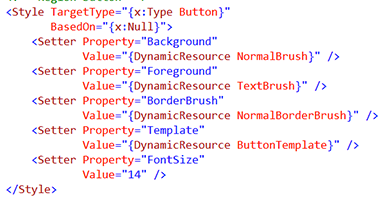 <Style TargetType="{x:Type Button}"
BasedOn="{x:Null}">
<Setter Property="Background"
Value="{DynamicResource NormalBrush}" />
<Setter Property="Foreground"
Value="{DynamicResource TextBrush}" />
<Setter Property="BorderBrush"
Value="{DynamicResource NormalBorderBrush}" />
<Setter Property="Template"
Value="{DynamicResource ButtonTemplate}" />
<Setter Property="FontSize"
Value="14" />
</Style>